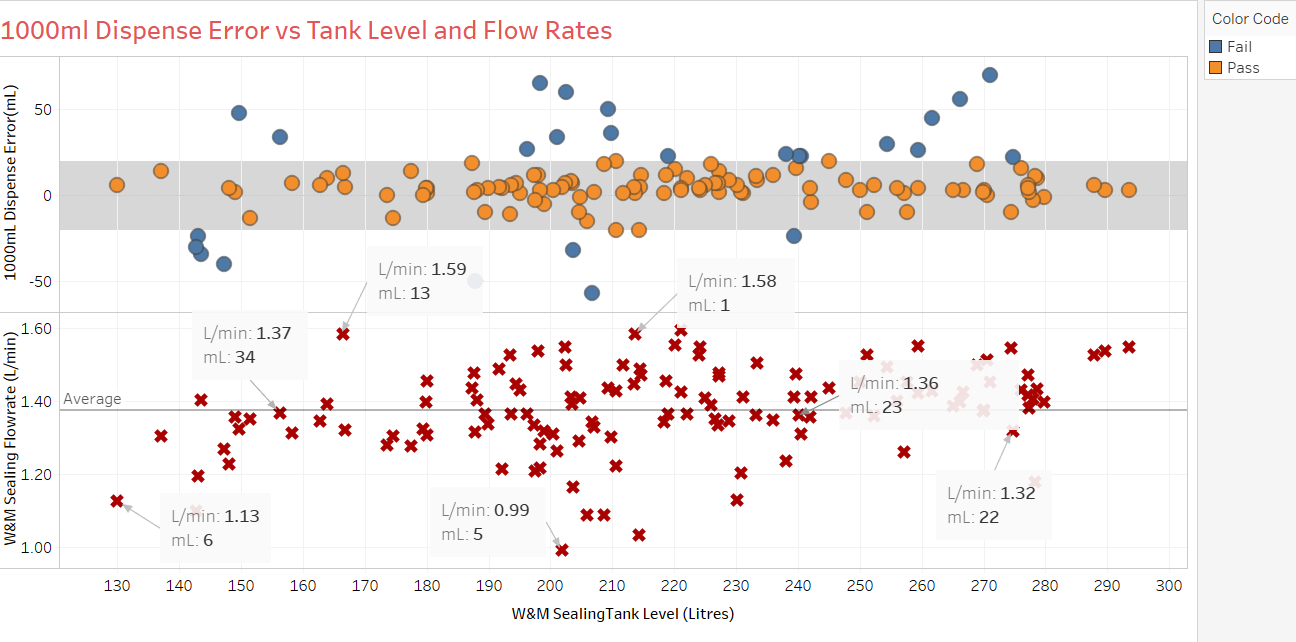 1000ml Dispense Error vs Tank Level and Flow Rates
Color Code
Fail
Pass
1000mL Dispense Error(mL)
50
0
-50
L/min: 1.59
mL: 13
L/min: 1.58
mL: 1
L/min: 1.37
mL: 34
W&M Sealing Flowrate (L/min)
1.60
1.40
1.20
1.00
Average
L/min: 1.36
mL: 23
L/min: 1.13
mL: 6
L/min: 0.99
mL: 5
L/min: 1.32
mL: 22
130 140 150 160 170 180 190 200 210 220 230 240 250 260 270 280 290 300
W&M SealingTank Level (Litres)